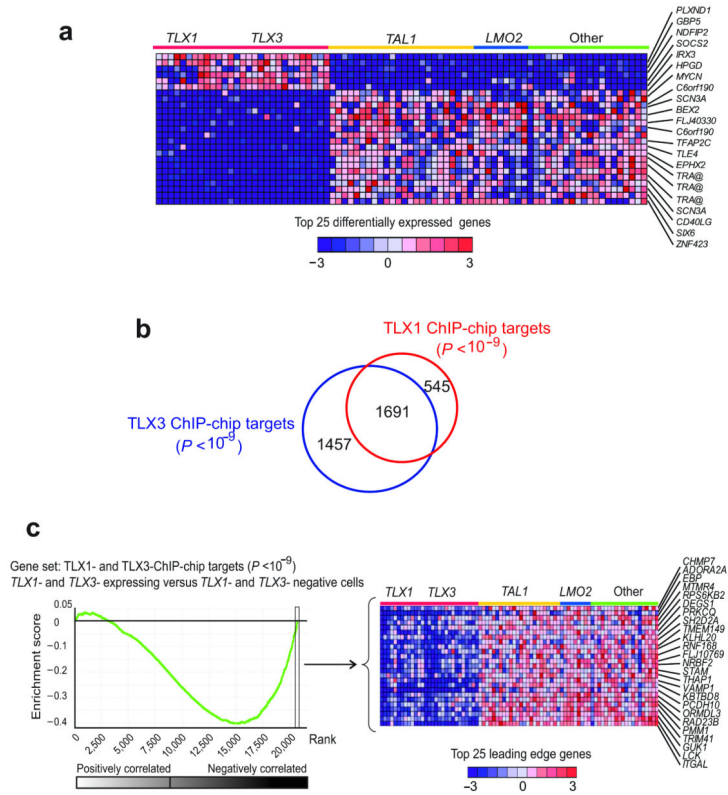 a
TLX1 TLX3 TAL1 LMO2 Other
PLXND1
GBP5
NDFIP2
SOCS2
IRX3
HPGD
MYCN
C6orf190
SCN3A
BEX2
FLJ40330
C6orf190
TFAP2C
TLE4
EPHX2
TRA@
TRA@
TRA@
SCN3A
CD40LG
SIX6
ZNF423
Top 25 differentially expressed genes
−3 0 3
b
TLX1 ChIP-chip targets
(P <10−9)
545
1691
TLX3 ChIP-chip targets
(P <10−9)
1457
c
Gene set: TLX1- and TLX3-ChIP-chip targets (P <10−9)
TLX1- and TLX3- expressing versus TLX1- and TLX3- negative cells
Enrichment score
0.05
0
−0.1
−0.2
−0.3
−0.4
0 2,500 5,000 7,500 10,000 12,500 15,000 17,500 20,000 Rank
Positively correlated Negatively correlated
TLX1 TLX3 TAL1 LMO2 Other
CHMP7
ADORA2A
EBP
MTMR4
RPS6KB2
DEGS1
PRKCQ
SH2D2A
TMEM149
KLHL20
RNF168
FLJ10769
NRBF2
STAM
THAP1
VAMP1
KBTBD8
PCDH10
ORMDL3
RAD23B
PMM1
TRIM41
GUK1
LCK
ITGAL
Top 25 leading edge genes
−3 0 3